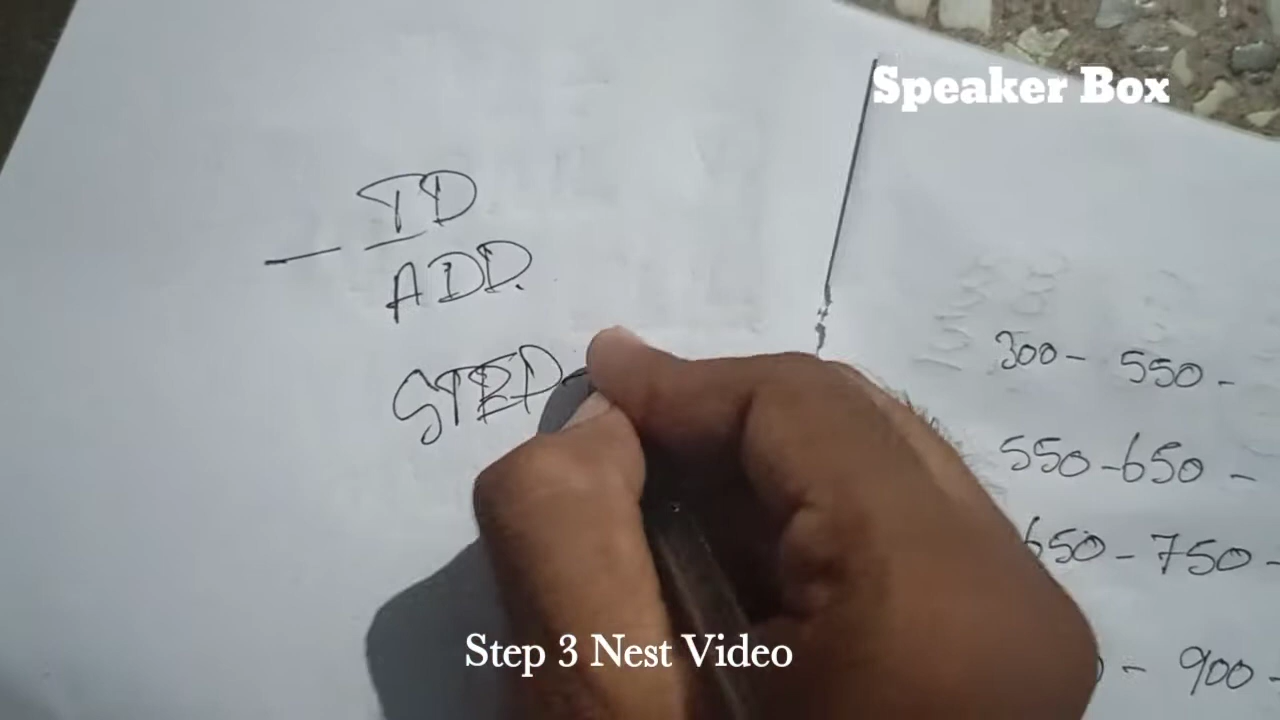 Speaker Box
TD
ADD.
STEP-
300- 550-
550-650-
650-750-
- 900-
Step 3 Nest Video